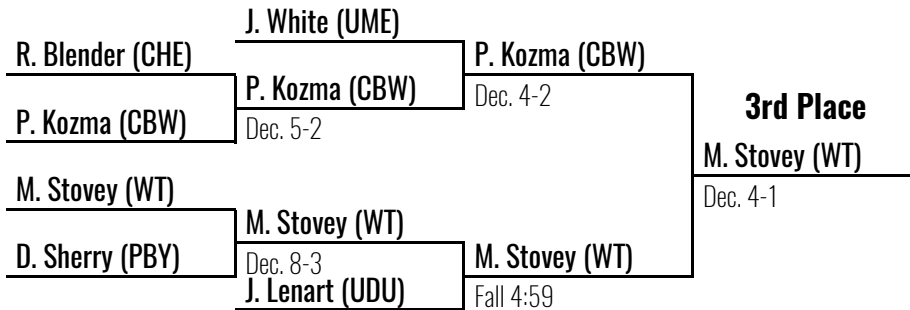 J. White (UME)
R. Blender (CHE)
P. Kozma (CBW)
P. Kozma (CBW)
Dec. 4-2
3rd Place
P. Kozma (CBW)
Dec. 5-2
M. Stovey (WT)
Dec. 4-1
M. Stovey (WT)
M. Stovey (WT)
D. Sherry (PBY)
Dec. 8-3
M. Stovey (WT)
J. Lenart (UDU)
Fall 4:59